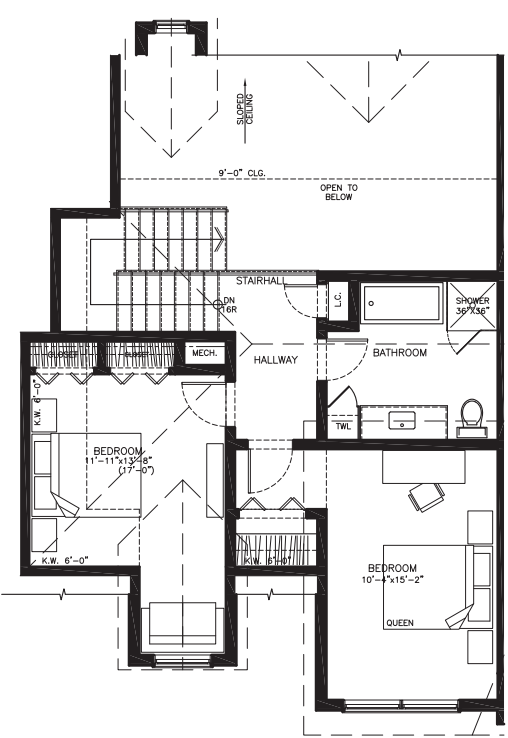 SLOPED
CEILING
9'-0" CLG.
OPEN TO
BELOW
STAIRHALL
DN
16R
L.C.
SHOWER
36"X36"
CLOSET
CLOSET
MECH.
HALLWAY
BATHROOM
K.W. 6'-0"
TWL
BEDROOM
11'-11"x13'-8"
(17'-0)
K.W. 6'-0"
K.W. 6'-0"
BEDROOM
10'-4"x15'-2"
QUEEN